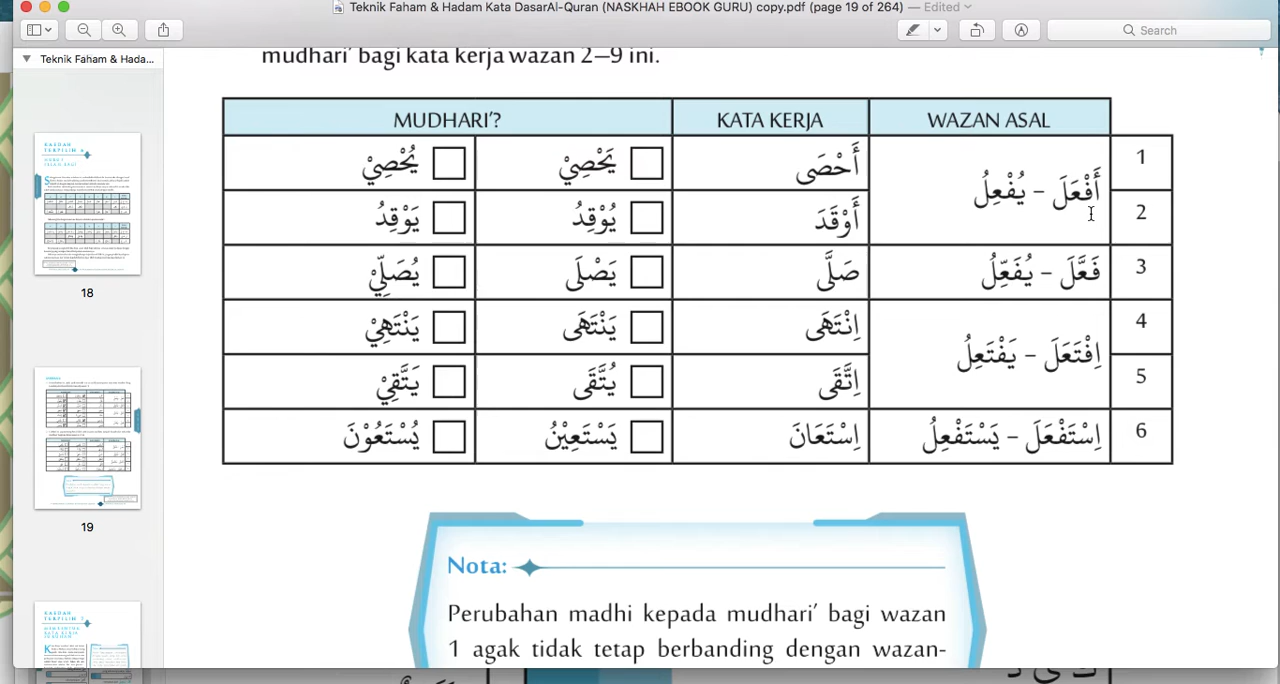 Teknik Faham & Hadam Kata DasarAl-Quran (NASKHAH EBOOK GURU) copy.pdf (page 19 of 264) — Edited
Search
Teknik Faham & Hada...
18
19
mudhari’ bagi kata kerja wazan 2–9 ini.
MUDHARI’? KATA KERJA WAZAN ASAL
1 أَفْعَلَ – يُفْعِلُ أَحْصَى يَحْصِيْ يُحْصِيْ
2 أَوْقَدَ يُوْقِدُ يَوْقِدُ
3 فَعَّلَ – يُفَعِّلُ صَلَّى يَصْلَى يُصَلِّيْ
4 اِفْتَعَلَ – يَفْتَعِلُ اِنْتَهَى يَنْتَهَى يَنْتَهِيْ
5 اِتَّقَى يُتَّقَى يَتَّقِيْ
6 اِسْتَفْعَلَ – يَسْتَفْعِلُ اِسْتَعَانَ يَسْتَعِيْنُ يُسْتَعُوْنَ
Nota:
Perubahan madhi kepada mudhari’ bagi wazan
1 agak tidak tetap berbanding dengan wazan-